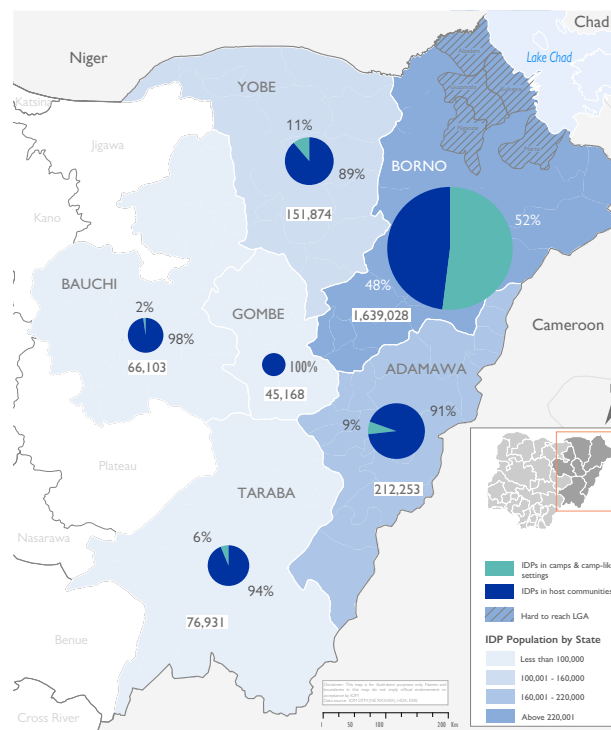 Chad
Niger
Lake Chad
YOBE
Katsina
11%
Jigawa
BORNO
89%
151,874
52%
Kano
BAUCHI
48%
2%
GOMBE
1,639,028
98%
Cameroon
66,103
100%
ADAMAWA
45,168
91%
9%
Plateau
TARABA
212,253
Nasarawa
6%
94%
76,931
Benue
Cross River
IDPs in camps & camp-lik
settings
IDPs in host communities
Hard to reach LGA
IDP Population by State
Less than 100,000
100,001 - 160,000
160,001 - 220,000
Above 220,001
0
50
100
200 Km